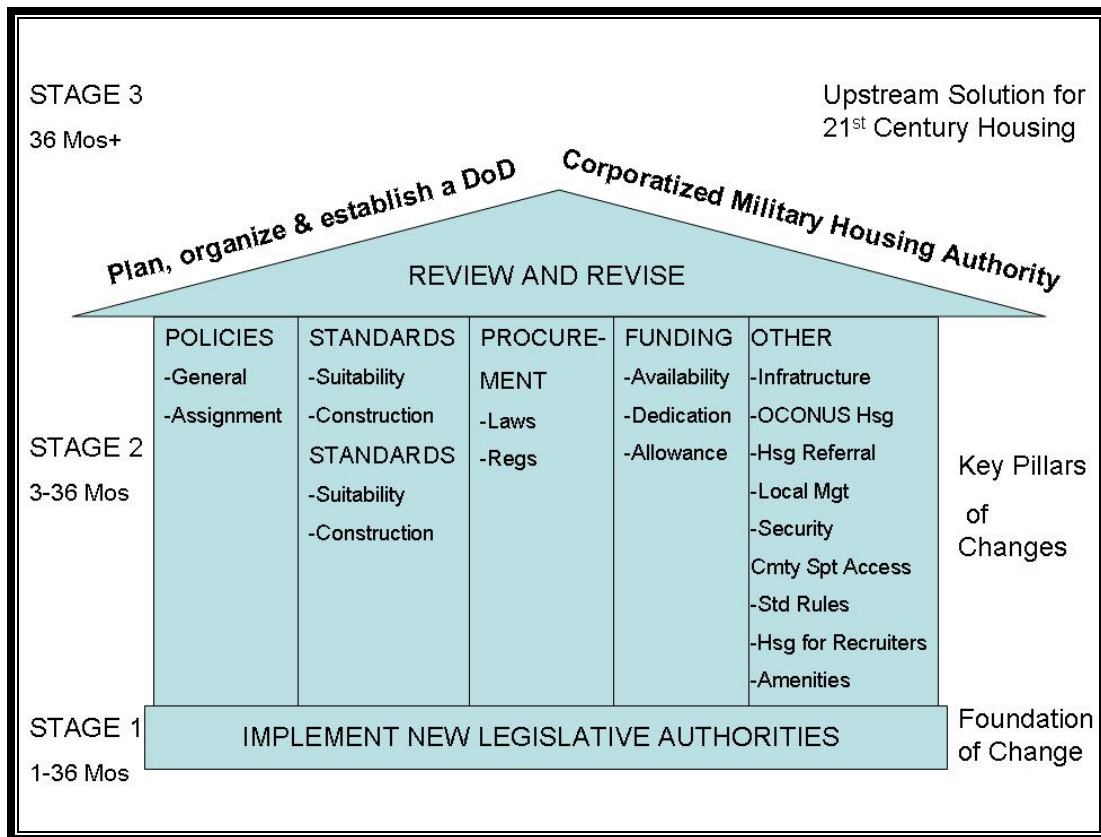 STAGE 3
36 Mos+
Upstream Solution for
21st Century Housing
Plan, organize & establish a DoD
Corporatized Military Housing Authority
REVIEW AND REVISE
STAGE 2
3-36 Mos
POLICIES
-General
-Assignment
STANDARDS
-Suitability
-Construction
STANDARDS
-Suitability
-Construction
PROCURE-
MENT
-Laws
-Regs
FUNDING
-Availability
-Dedication
-Allowance
OTHER
-Infratructure
-OCONUS Hsg
-Hsg Referral
-Local Mgt
-Security
Cmty Spt Access
-Std Rules
-Hsg for Recruiters
-Amenities
Key Pillars
of
Changes
STAGE 1
1-36 Mos
IMPLEMENT NEW LEGISLATIVE AUTHORITIES
Foundation
of Change